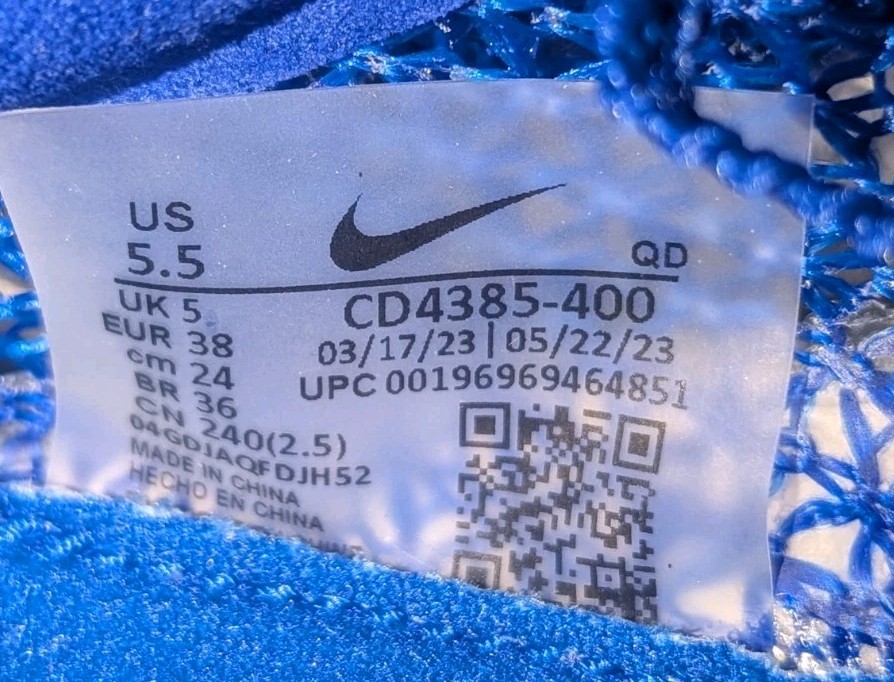 US
5.5
QD
UK 5
EUR 38
cm 24
BR 36
CN 240(2.5)
04GDJAQFDJH52
MADE IN CHINA
HECHO EN CHINA
CD4385-400
03/17/23 | 05/22/23
UPC 00196969464851